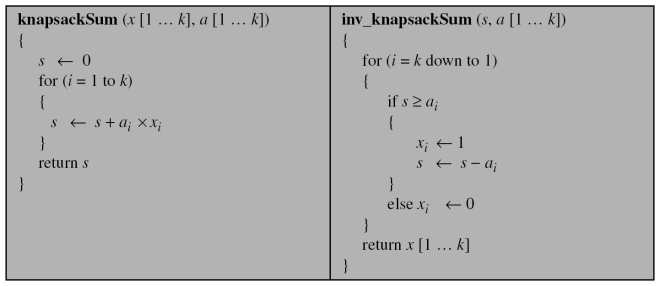 knapsackSum (x [1 … k], a [1 … k])
{
s ← 0
for (i = 1 to k)
{
s ← s + a_i × x_i
}
return s
}
inv_knapsackSum (s, a [1 … k])
{
for (i = k down to 1)
{
if s ≥ a_i
{
x_i ← 1
s ← s − a_i
}
else x_i ← 0
}
return x [1 … k]
}